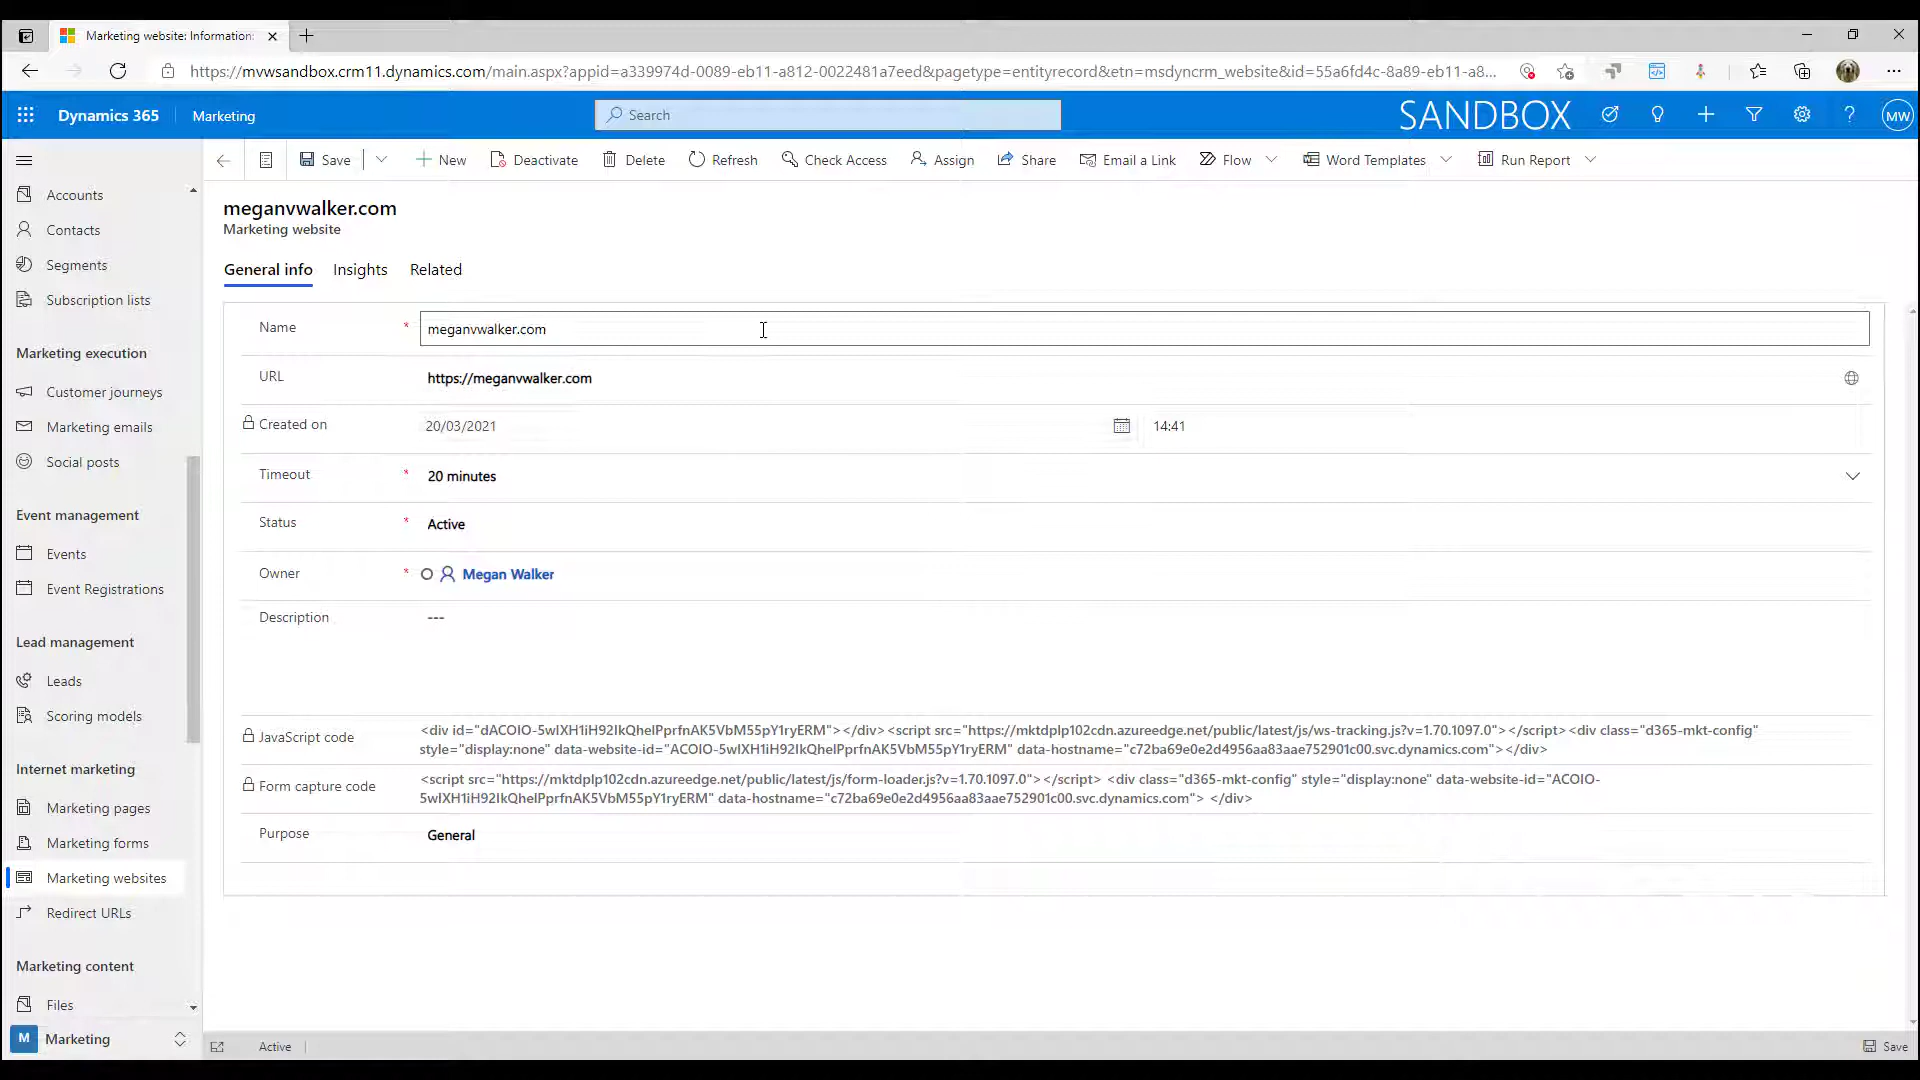 Marketing website: Information:
https://mvwsandbox.crm11.dynamics.com/main.aspx?appid=a339974d-0089-eb11-a812-0022481a7eed&pagetype=entityrecord&etn=msdyncrm_website&id=55a6fd4c-8a89-eb11-a8...
Dynamics 365 Marketing Search SANDBOX MW
Save New Deactivate Delete Refresh Check Access Assign Share Email a Link Flow Word Templates Run Report
Accounts
Contacts
Segments
Subscription lists
Marketing execution
Customer journeys
Marketing emails
Social posts
Event management
Events
Event Registrations
Lead management
Leads
Scoring models
Internet marketing
Marketing pages
Marketing forms
Marketing websites
Redirect URLs
Marketing content
Files
M Marketing
meganvwalker.com
Marketing website
General info Insights Related
Name * meganvwalker.com
URL https://meganvwalker.com
Created on 20/03/2021 14:41
Timeout * 20 minutes
Status * Active
Owner * Megan Walker
Description ---
JavaScript code
<div id="dACOIO-5wIXH1iH92IkQhelPprfnAK5VbM55pY1ryERM"></div><script src="https://mktdplp102cdn.azureedge.net/public/latest/js/ws-tracking.js?v=1.70.1097.0"></script><div class="d365-mkt-config"
style="display:none" data-website-id="ACOIO-5wIXH1iH92IkQhelPprfnAK5VbM55pY1ryERM" data-hostname="c72ba69e0e2d4956aa83aae752901c00.svc.dynamics.com"></div>
Form capture code
<script src="https://mktdplp102cdn.azureedge.net/public/latest/js/form-loader.js?v=1.70.1097.0"></script> <div class="d365-mkt-config" style="display:none" data-website-id="ACOIO-
5wIXH1iH92IkQhelPprfnAK5VbM55pY1ryERM" data-hostname="c72ba69e0e2d4956aa83aae752901c00.svc.dynamics.com"> </div>
Purpose General
Active Save